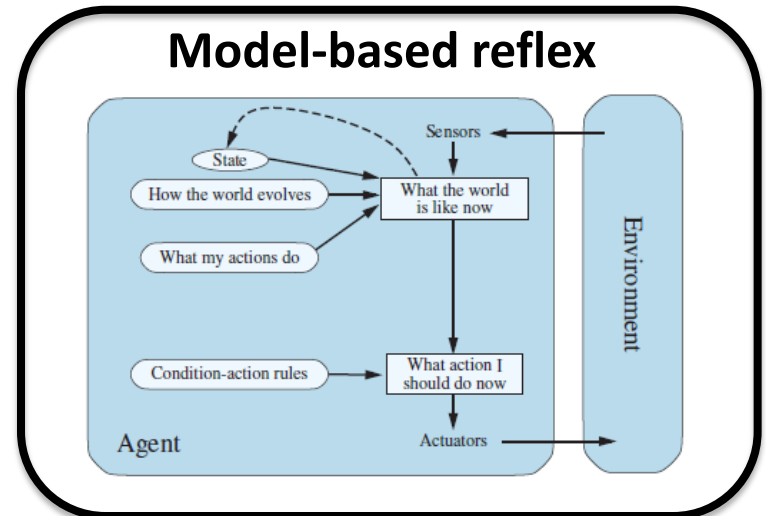 Model-based reflex
Sensors
State
How the world evolves
What the world
is like now
What my actions do
Condition-action rules
What action I
should do now
Agent
Actuators
Environment